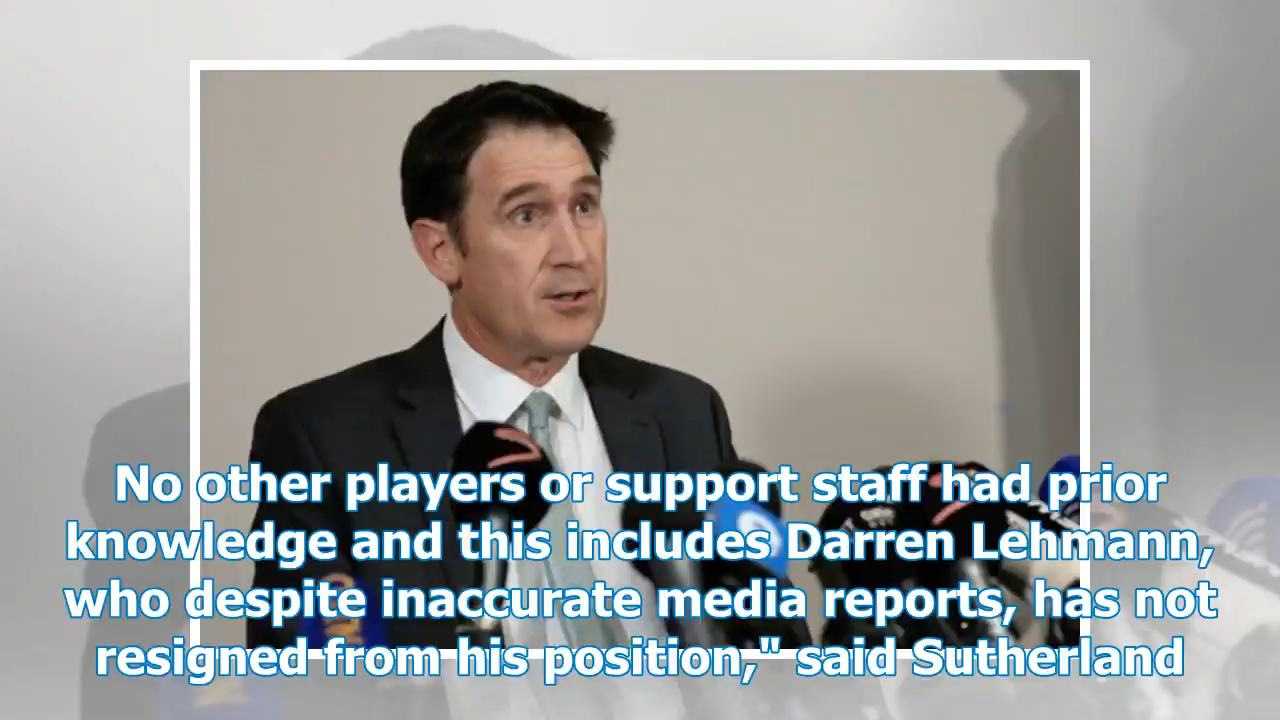 No other players or support staff had prior
knowledge and this includes Darren Lehmann,
who despite inaccurate media reports, has not
resigned from his position," said Sutherland